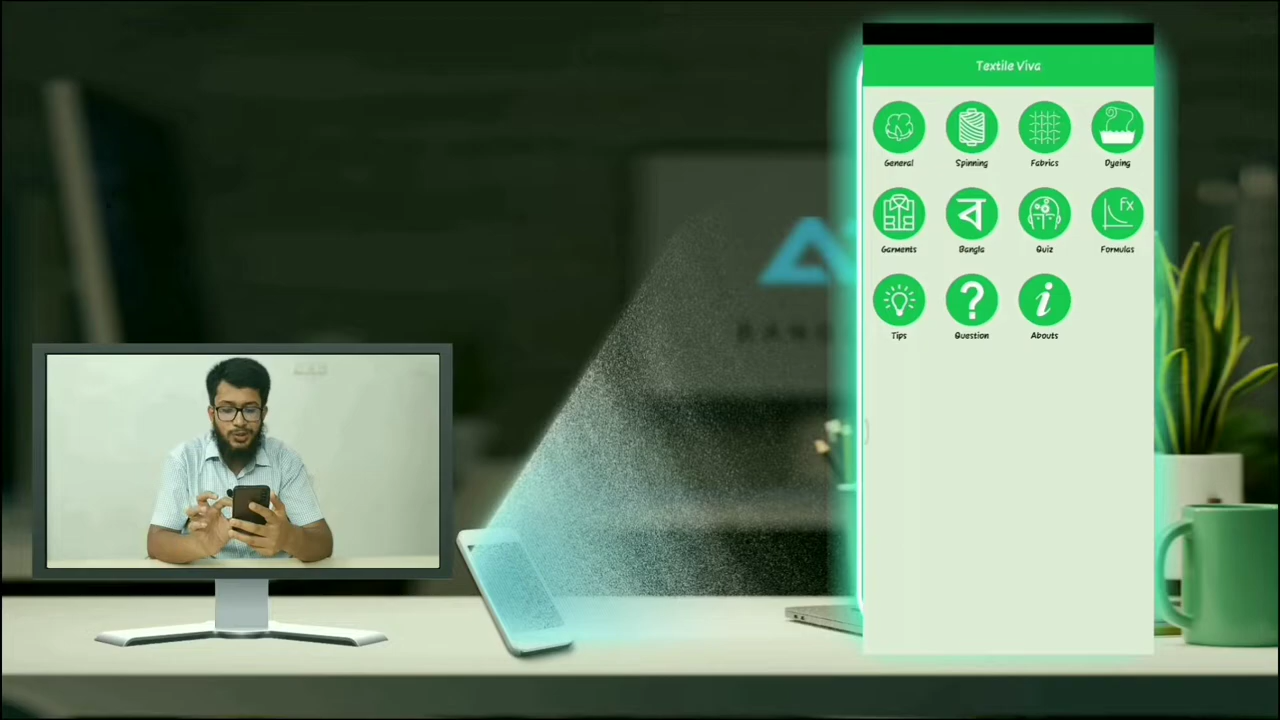 Textile Viva
General Spinning Fabrics Dyeing
ব Fx
Garments Bangla Quiz Formulas
? i
Tips Question Abouts